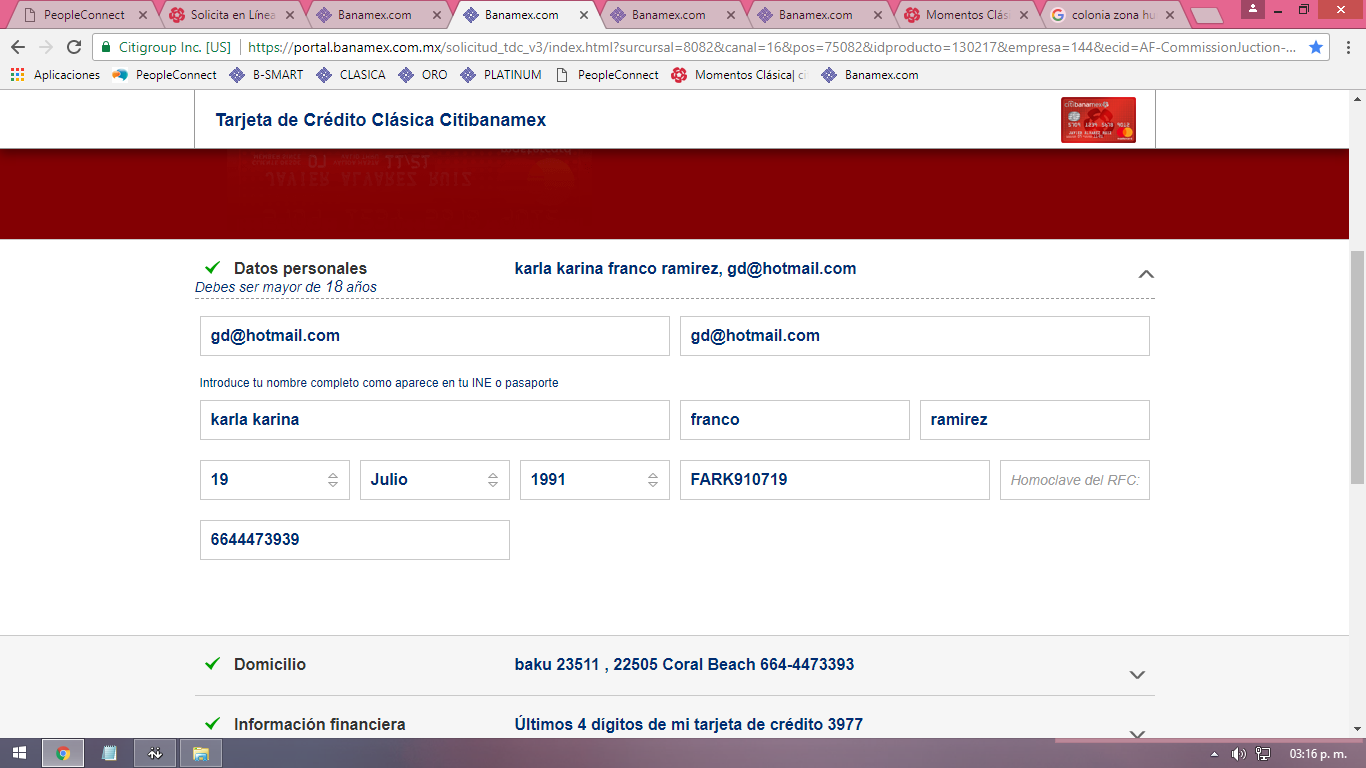 PeopleConnect
Solicita en Línea
Banamex.com
Banamex.com
Banamex.com
Banamex.com
Momentos Clás
colonia zona hu
Citigroup Inc. [US] https://portal.banamex.com.mx/solicitud_tdc_v3/index.html?surcursal=8082&canal=16&pos=75082&idproducto=130217&empresa=144&ecid=AF-CommissionJuction-...
Aplicaciones PeopleConnect B-SMART CLASICA ORO PLATINUM PeopleConnect Momentos Clásica| ci Banamex.com
Tarjeta de Crédito Clásica Citibanamex
citibanamex
JAVIER ALVAREZ RUIZ
Datos personales karla karina franco ramirez, gd@hotmail.com
Debes ser mayor de 18 años
gd@hotmail.com gd@hotmail.com
Introduce tu nombre completo como aparece en tu INE o pasaporte
karla karina franco ramirez
19 Julio 1991 FARK910719 Homoclave del RFC:
6644473939
Domicilio baku 23511 , 22505 Coral Beach 664-4473393
Información financiera Últimos 4 dígitos de mi tarjeta de crédito 3977
03:16 p. m.